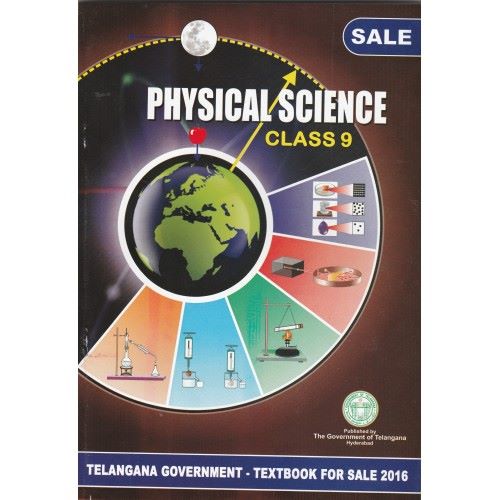 SALE
PHYSICAL SCIENCE
CLASS 9
Published by
The Government of Telangana
Hyderabad
TELANGANA GOVERNMENT - TEXTBOOK FOR SALE 2016